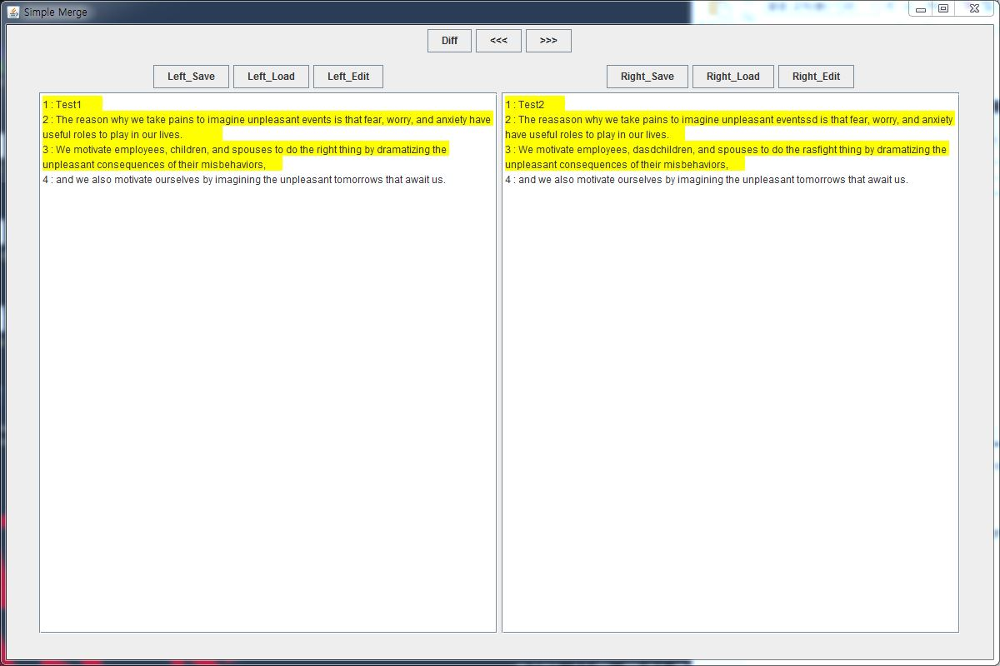 Simple Merge
Diff <<< >>>
Left_Save Left_Load Left_Edit
Right_Save Right_Load Right_Edit
1 : Test1
2 : The reason why we take pains to imagine unpleasant events is that fear, worry, and anxiety have
useful roles to play in our lives.
3 : We motivate employees, children, and spouses to do the right thing by dramatizing the
unpleasant consequences of their misbehaviors,
4 : and we also motivate ourselves by imagining the unpleasant tomorrows that await us.
1 : Test2
2 : The reasason why we take pains to imagine unpleasant eventssd is that fear, worry, and anxiety
have useful roles to play in our lives.
3 : We motivate employees, dasdchildren, and spouses to do the rasfight thing by dramatizing the
unpleasant consequences of their misbehaviors,
4 : and we also motivate ourselves by imagining the unpleasant tomorrows that await us.